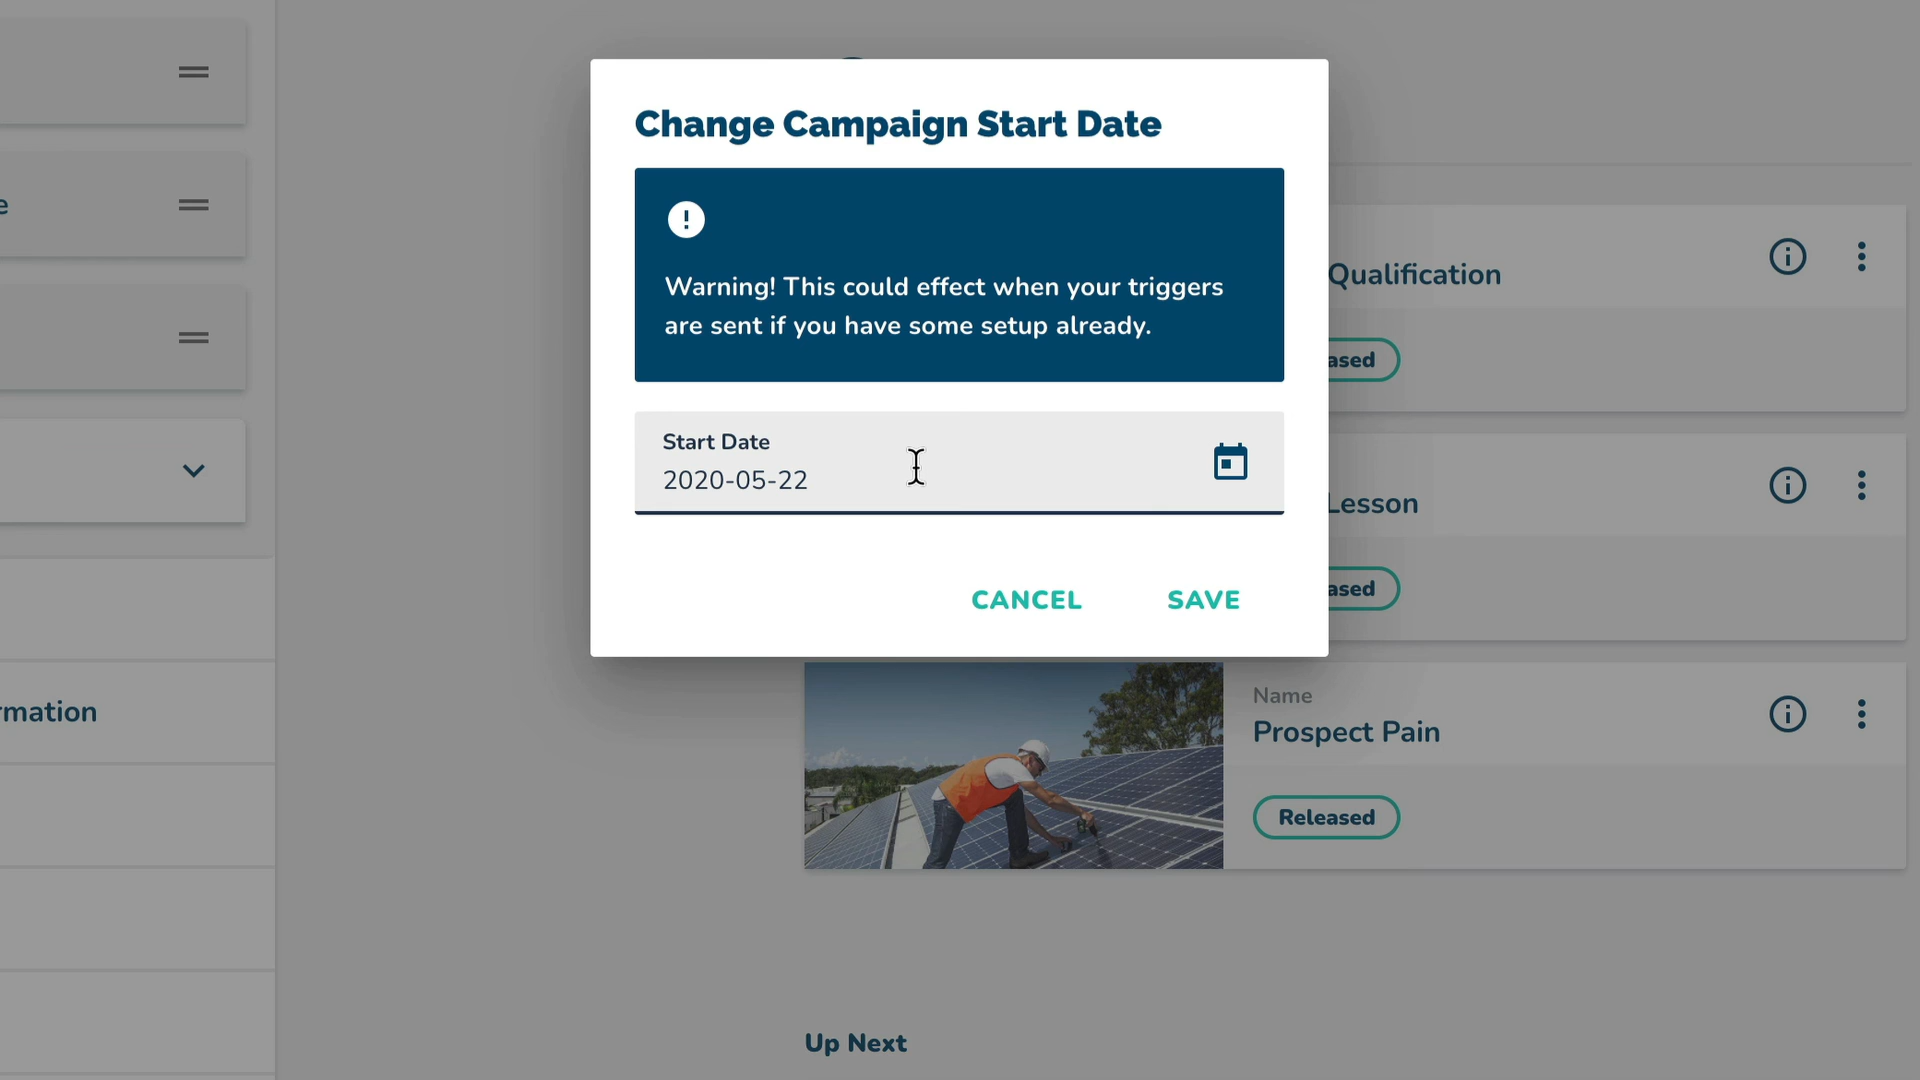 Change Campaign Start Date
Warning! This could effect when your triggers
are sent if you have some setup already.
Start Date
2020-05-22
CANCEL
SAVE
e
rmation
Qualification
ased
Lesson
ased
Name
Prospect Pain
Released
Up Next